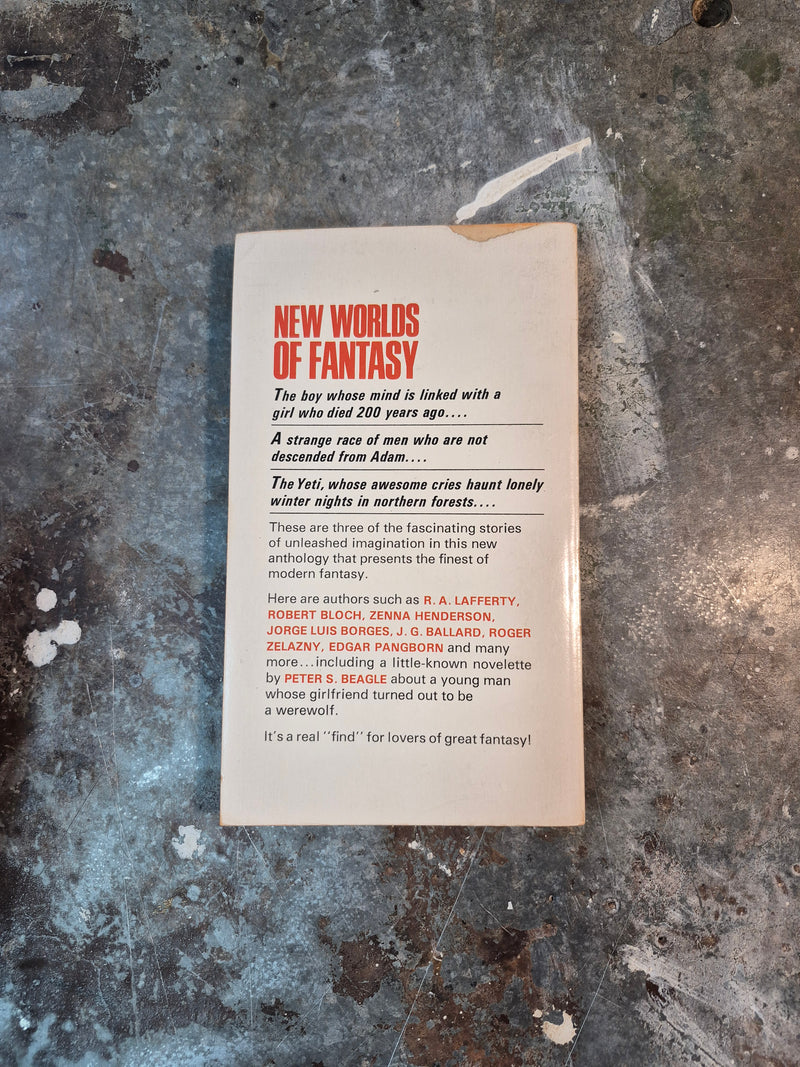 NEW WORLDS
OF FANTASY
The boy whose mind is linked with a
girl who died 200 years ago....
A strange race of men who are not
descended from Adam....
The Yeti, whose awesome cries haunt lonely
winter nights in northern forests....
These are three of the fascinating stories
of unleashed imagination in this new
anthology that presents the finest of
modern fantasy.
Here are authors such as R. A. LAFFERTY,
ROBERT BLOCH, ZENNA HENDERSON,
JORGE LUIS BORGES, J. G. BALLARD, ROGER
ZELAZNY, EDGAR PANGBORN and many
more...including a little-known novelette
by PETER S. BEAGLE about a young man
whose girlfriend turned out to be
a werewolf.
It's a real "find" for lovers of great fantasy!